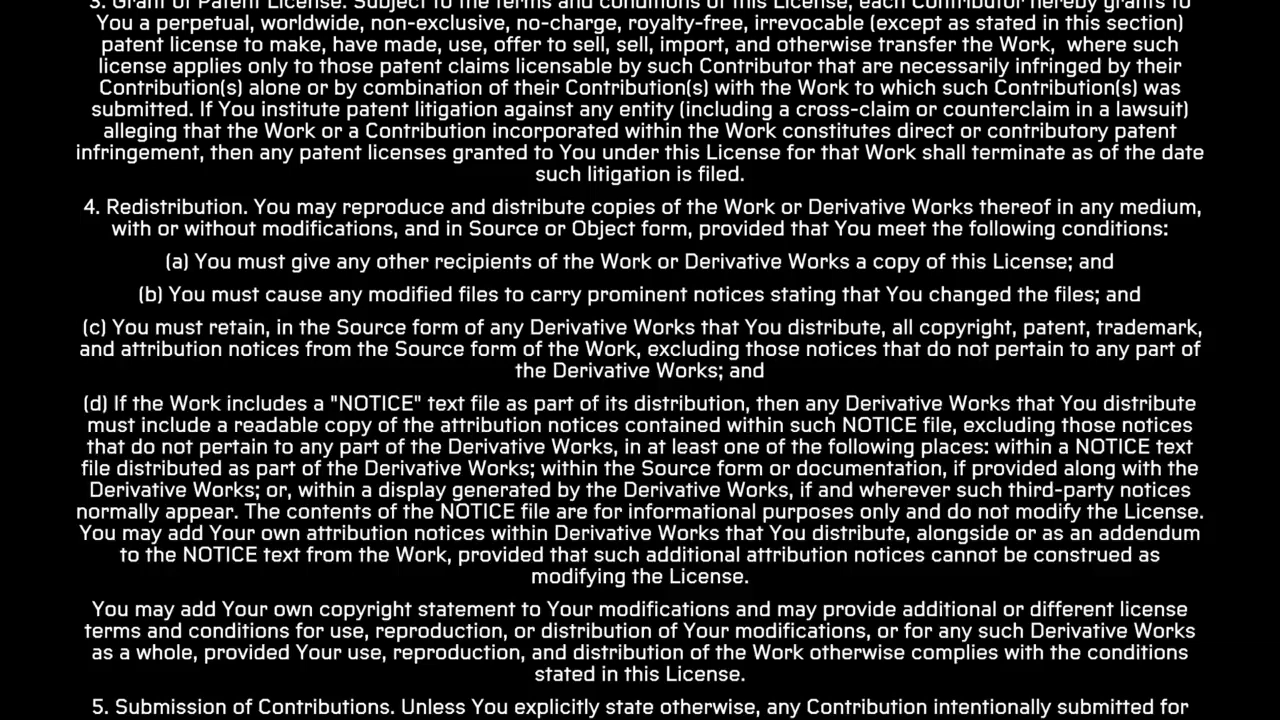 3. Grant of Patent License. Subject to the terms and conditions of this License, each Contributor hereby grants to
You a perpetual, worldwide, non-exclusive, no-charge, royalty-free, irrevocable (except as stated in this section)
patent license to make, have made, use, offer to sell, sell, import, and otherwise transfer the Work,  where such
license applies only to those patent claims licensable by such Contributor that are necessarily infringed by their
Contribution(s) alone or by combination of their Contribution(s) with the Work to which such Contribution(s) was
submitted. If You institute patent litigation against any entity (including a cross-claim or counterclaim in a lawsuit)
alleging that the Work or a Contribution incorporated within the Work constitutes direct or contributory patent
infringement, then any patent licenses granted to You under this License for that Work shall terminate as of the date
such litigation is filed.
4. Redistribution. You may reproduce and distribute copies of the Work or Derivative Works thereof in any medium,
with or without modifications, and in Source or Object form, provided that You meet the following conditions:
(a) You must give any other recipients of the Work or Derivative Works a copy of this License; and
(b) You must cause any modified files to carry prominent notices stating that You changed the files; and
(c) You must retain, in the Source form of any Derivative Works that You distribute, all copyright, patent, trademark,
and attribution notices from the Source form of the Work, excluding those notices that do not pertain to any part of
the Derivative Works; and
(d) If the Work includes a "NOTICE" text file as part of its distribution, then any Derivative Works that You distribute
must include a readable copy of the attribution notices contained within such NOTICE file, excluding those notices
that do not pertain to any part of the Derivative Works, in at least one of the following places: within a NOTICE text
file distributed as part of the Derivative Works; within the Source form or documentation, if provided along with the
Derivative Works; or, within a display generated by the Derivative Works, if and wherever such third-party notices
normally appear. The contents of the NOTICE file are for informational purposes only and do not modify the License.
You may add Your own attribution notices within Derivative Works that You distribute, alongside or as an addendum
to the NOTICE text from the Work, provided that such additional attribution notices cannot be construed as
modifying the License.
You may add Your own copyright statement to Your modifications and may provide additional or different license
terms and conditions for use, reproduction, or distribution of Your modifications, or for any such Derivative Works
as a whole, provided Your use, reproduction, and distribution of the Work otherwise complies with the conditions
stated in this License.
5. Submission of Contributions. Unless You explicitly state otherwise, any Contribution intentionally submitted for